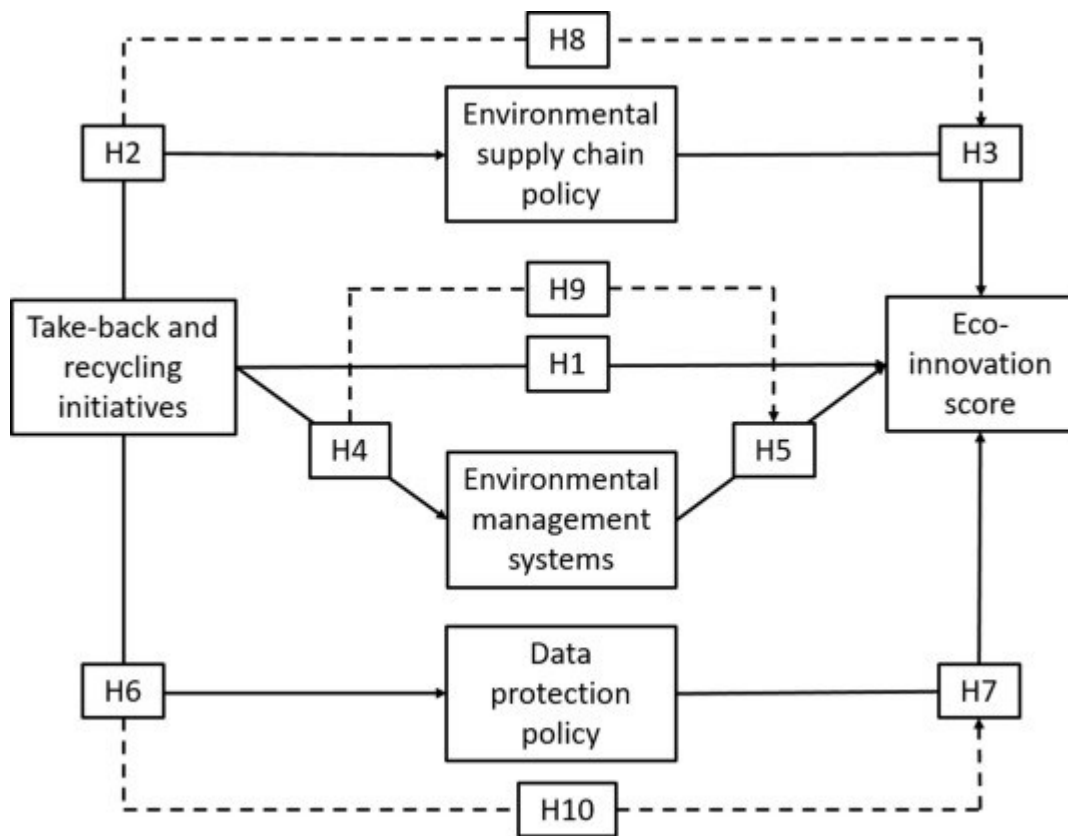 H8
Environmental
supply chain
policy
H2
H3
H9
Take-back and
recycling
initiatives
H1
Eco-
innovation
score
H4
H5
Environmental
management
systems
Data
protection
policy
H6
H7
H10